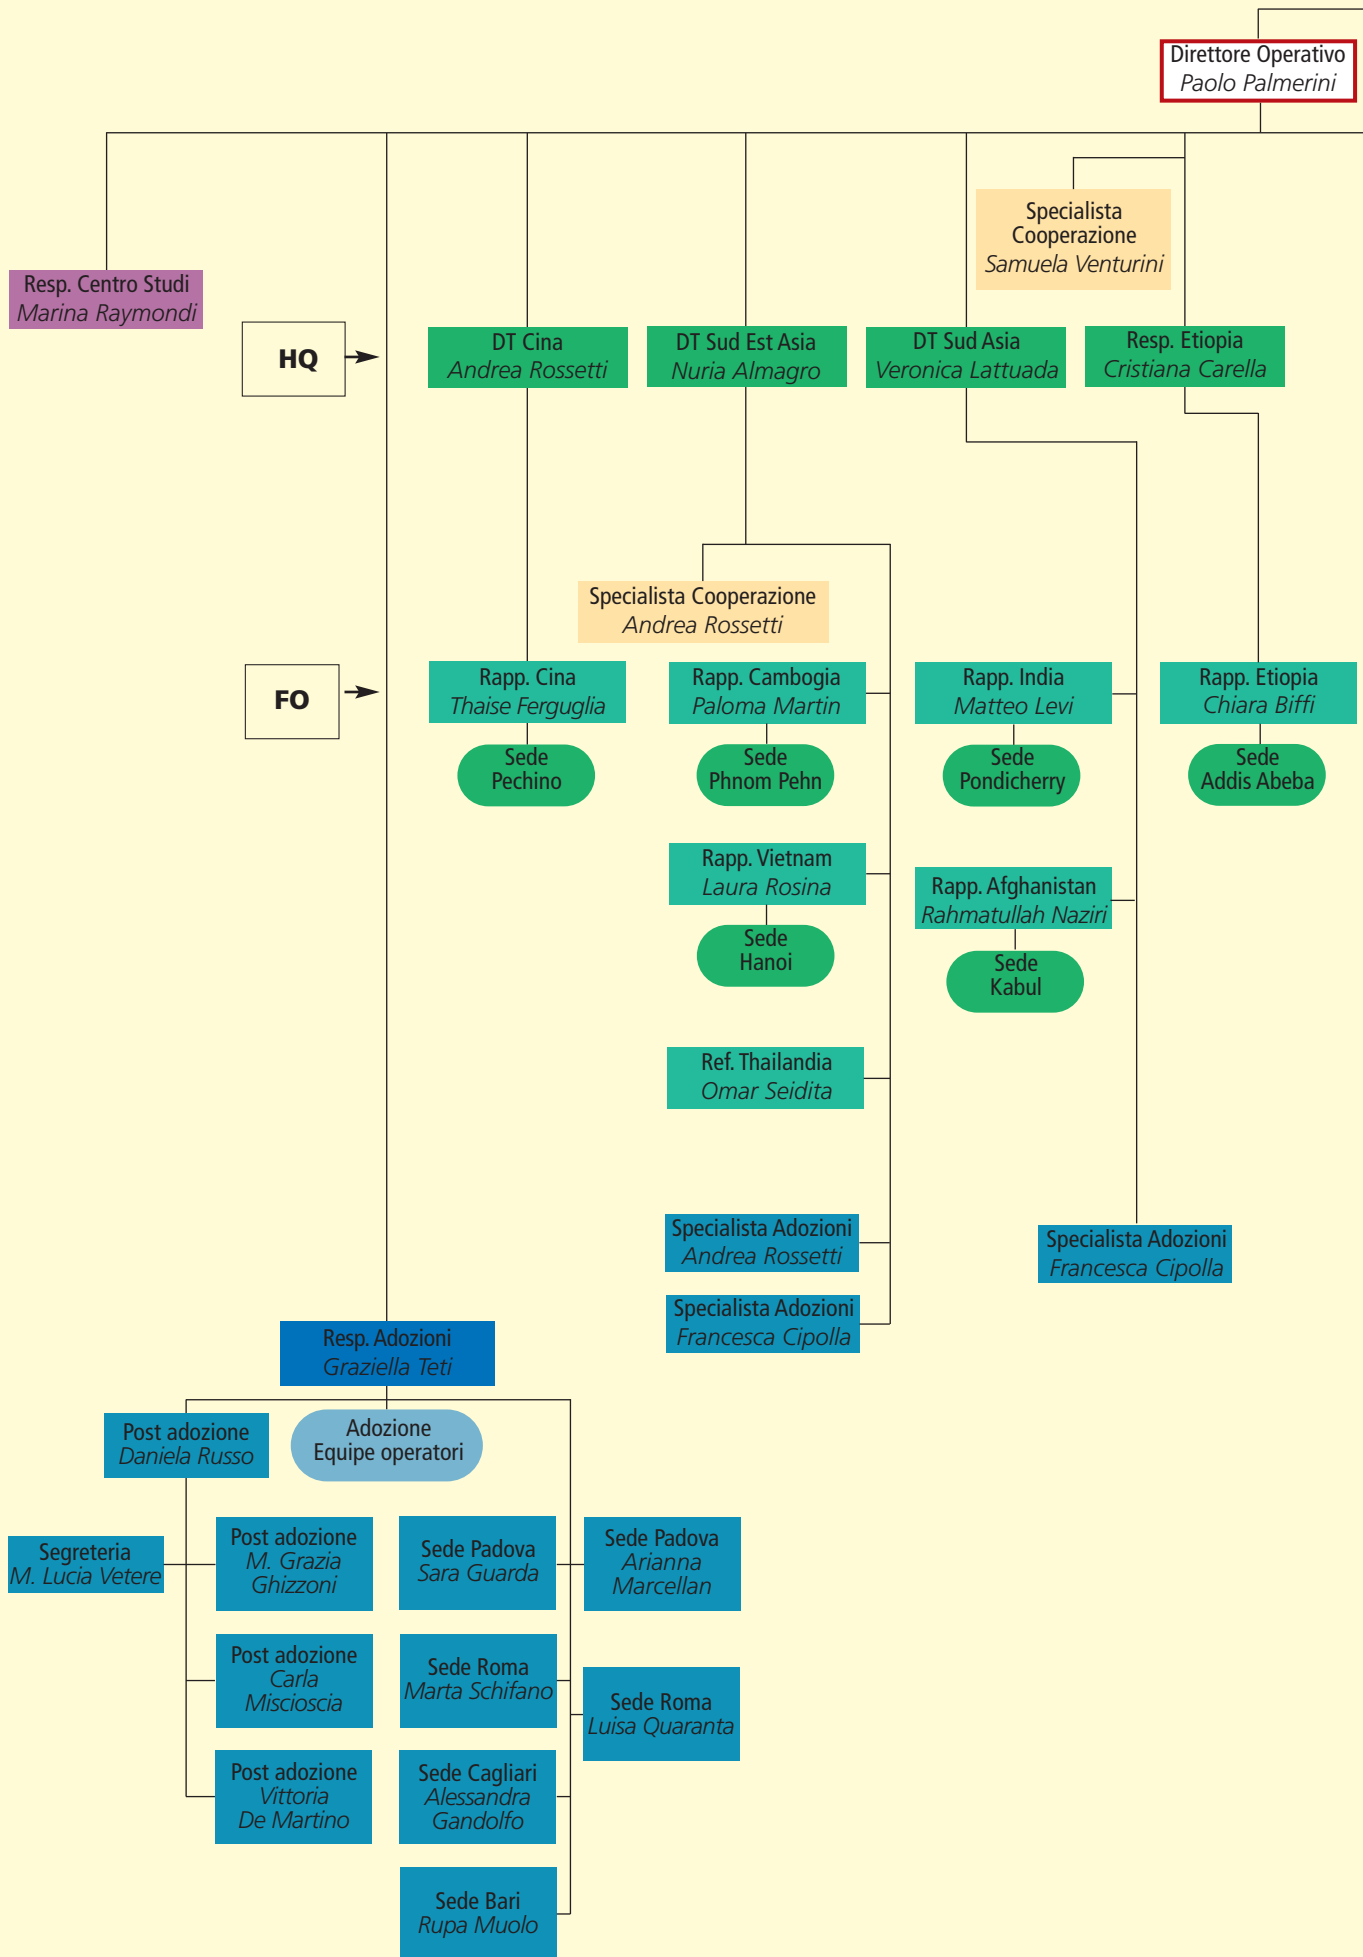 Direttore Operativo
Paolo Palmerini
Specialista
Cooperazione
Samuela Venturini
Resp. Centro Studi
Marina Raymondi
HQ
DT Cina
Andrea Rossetti
DT Sud Est Asia
Nuria Almagro
DT Sud Asia
Veronica Lattuada
Resp. Etiopia
Cristiana Carella
Specialista Cooperazione
Andrea Rossetti
FO
Rapp. Cina
Thaise Ferguglia
Rapp. Cambogia
Paloma Martin
Rapp. India
Matteo Levi
Rapp. Etiopia
Chiara Biffi
Sede
Pechino
Sede
Phnom Pehn
Sede
Pondicherry
Sede
Addis Abeba
Rapp. Vietnam
Laura Rosina
Rapp. Afghanistan
Rahmatullah Naziri
Sede
Hanoi
Sede
Kabul
Ref. Thailandia
Omar Seidita
Specialista Adozioni
Andrea Rossetti
Specialista Adozioni
Francesca Cipolla
Specialista Adozioni
Francesca Cipolla
Resp. Adozioni
Graziella Teti
Post adozione
Daniela Russo
Adozione
Equipe operatori
Segreteria
M. Lucia Vetere
Post adozione
M. Grazia
Ghizzoni
Sede Padova
Sara Guarda
Sede Padova
Arianna
Marcellan
Post adozione
Carla
Miscioscia
Sede Roma
Marta Schifano
Sede Roma
Luisa Quaranta
Post adozione
Vittoria
De Martino
Sede Cagliari
Alessandra
Gandolfo
Sede Bari
Rupa Muolo